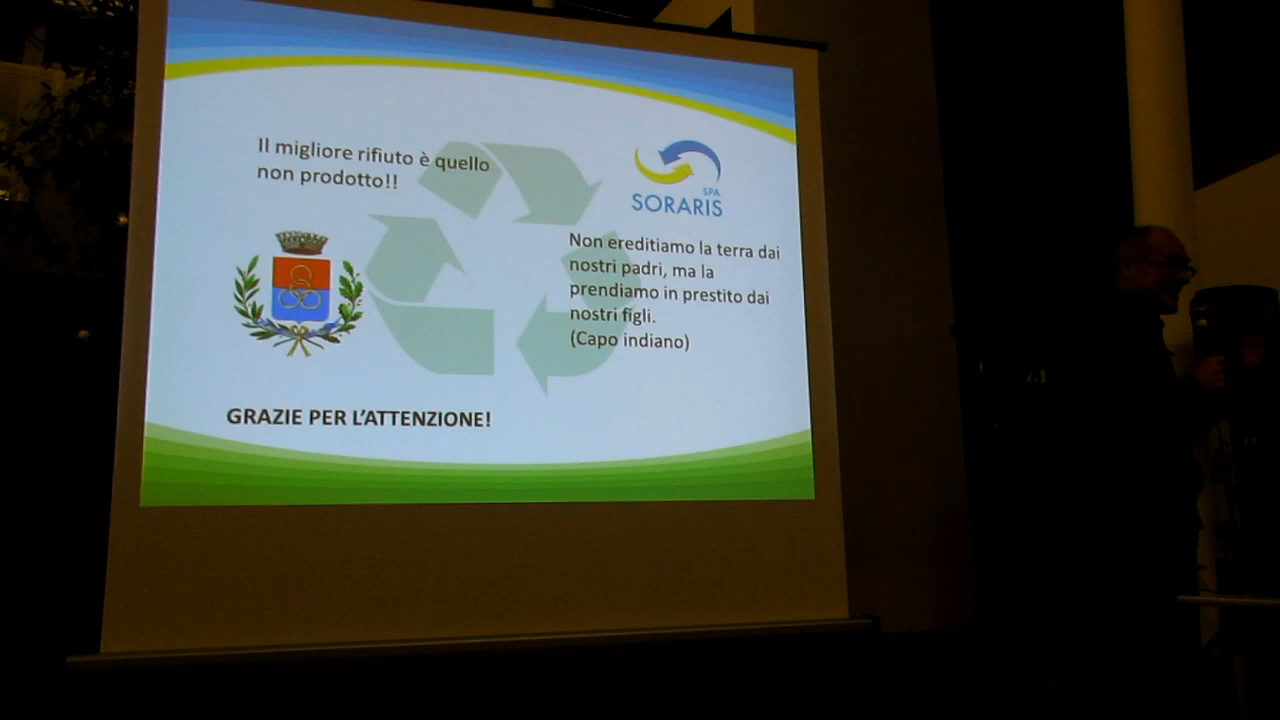 Il migliore rifiuto è quello
non prodotto!!
SPA
SORARIS
Non ereditiamo la terra dai
nostri padri, ma la
prendiamo in prestito dai
nostri figli.
(Capo indiano)
GRAZIE PER L'ATTENZIONE!